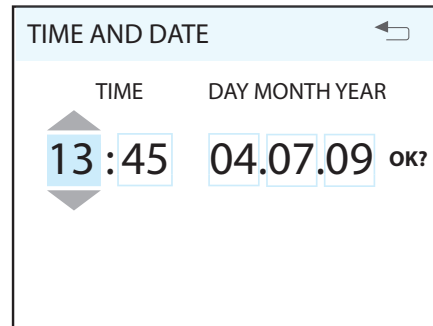 TIME AND DATE
TIME DAY MONTH YEAR
13 : 45 04.07.09 OK?